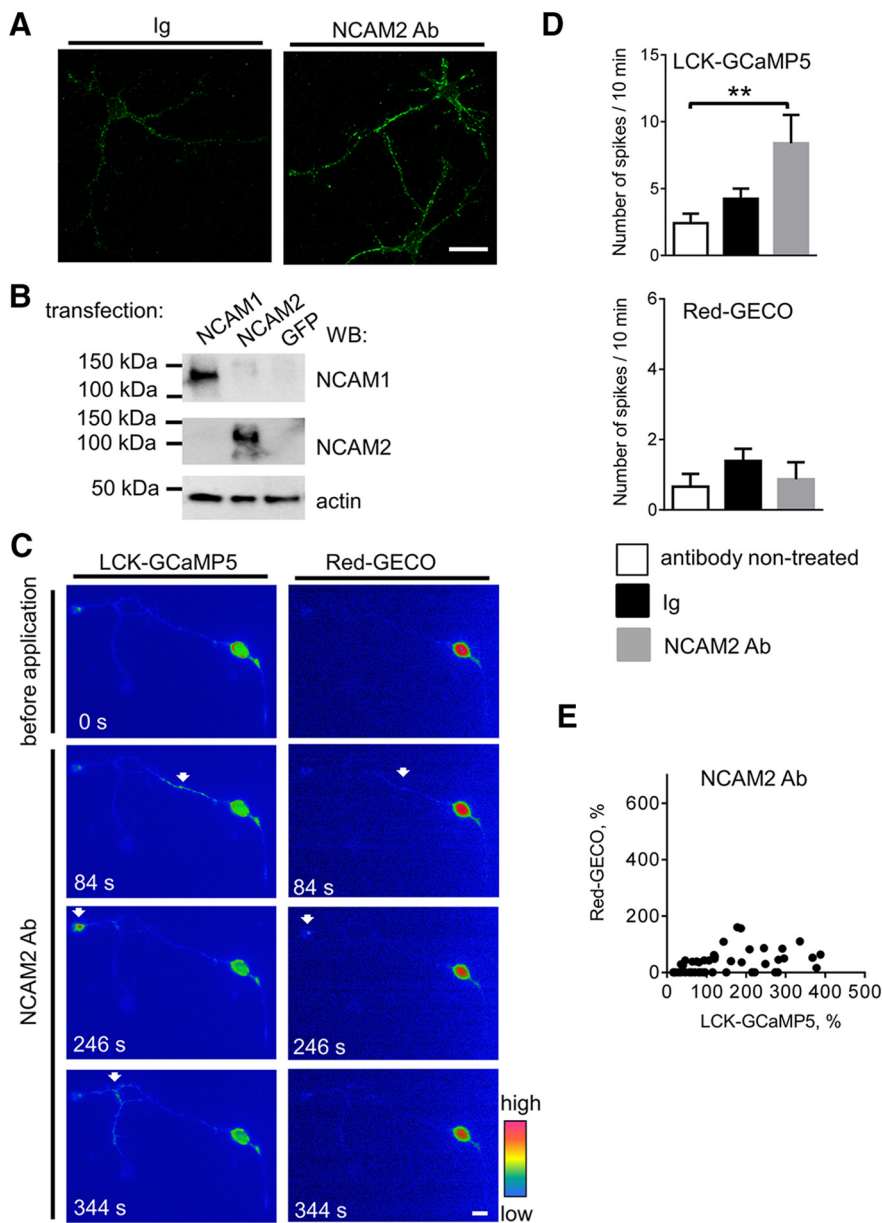 A
Ig
NCAM2 Ab
B
transfection:
NCAM1
NCAM2
GFP
WB:
150 kDa
100 kDa
NCAM1
150 kDa
100 kDa
NCAM2
50 kDa
actin
C
LCK-GCaMP5
Red-GECO
before application
0 s
NCAM2 Ab
84 s
84 s
246 s
246 s
344 s
344 s
high
low
D
LCK-GCaMP5
**
Number of spikes / 10 min
15
10
5
0
Red-GECO
Number of spikes / 10 min
6
4
2
0
antibody non-treated
Ig
NCAM2 Ab
E
NCAM2 Ab
Red-GECO, %
600
400
200
0
0 100 200 300 400 500
LCK-GCaMP5, %